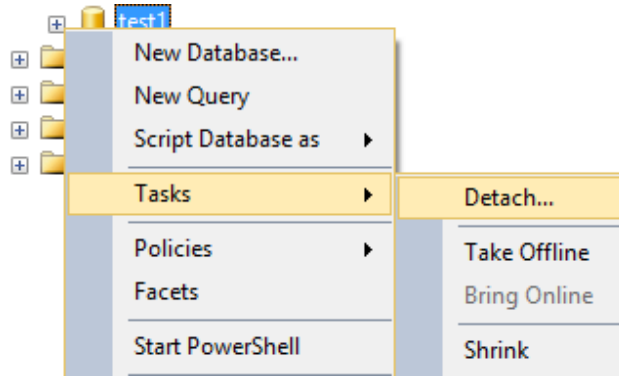 test1
New Database...
New Query
Script Database as
Tasks
Policies
Facets
Start PowerShell
Detach...
Take Offline
Bring Online
Shrink